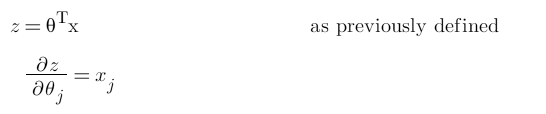 z = θᵀx as previously defined
∂z/∂θⱼ = xⱼ